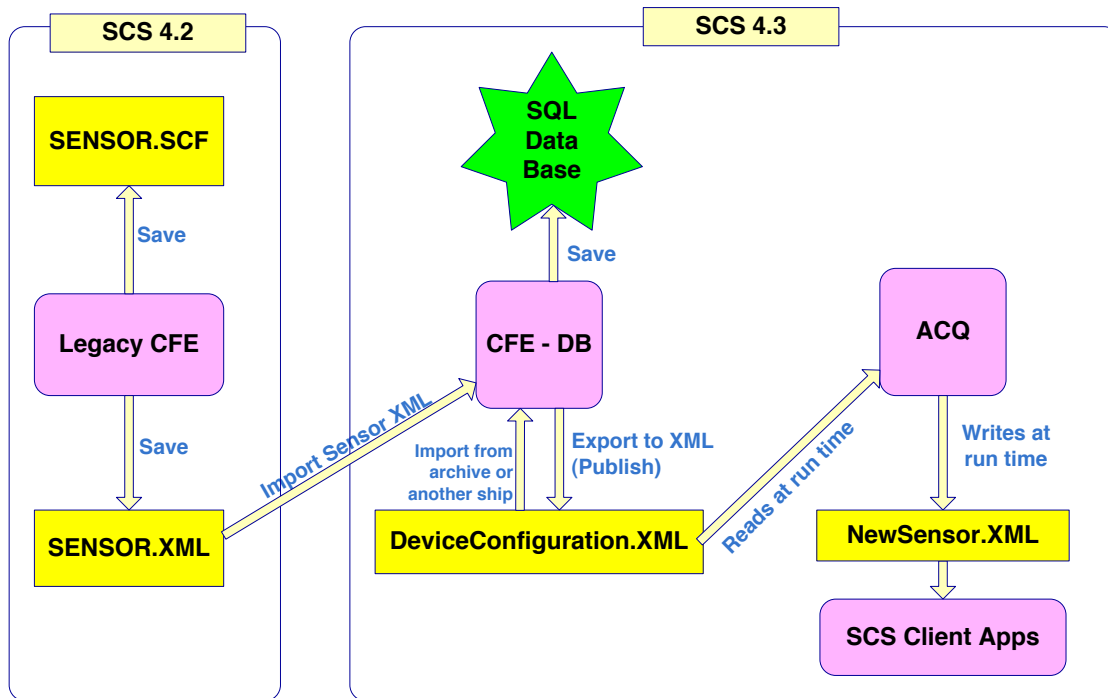 SCS 4.2
SENSOR.SCF
Save
Legacy CFE
Save
SENSOR.XML
Import Sensor XML
SCS 4.3
SQL
Data
Base
Save
CFE - DB
Import from
archive or
another ship
Export to XML
(Publish)
DeviceConfiguration.XML
Reads at run time
ACQ
Writes at
run time
NewSensor.XML
SCS Client Apps